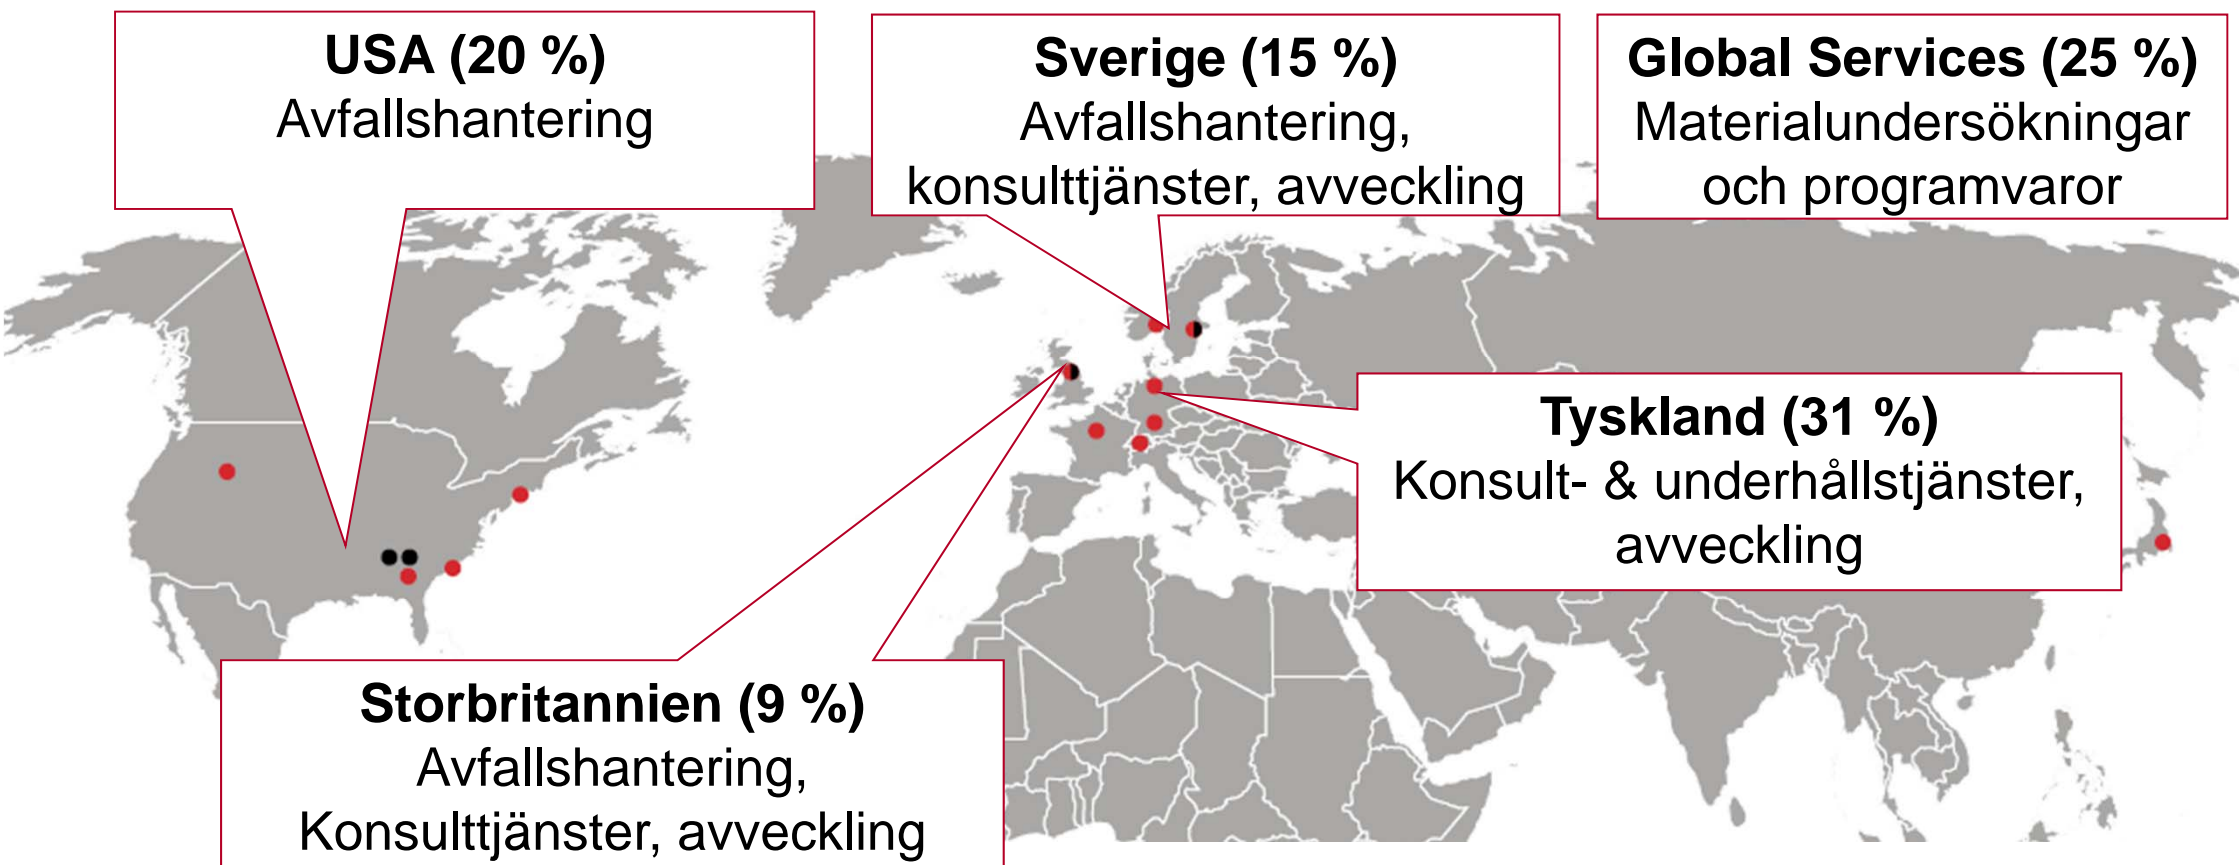 USA (20 %)
Avfallshantering
Sverige (15 %)
Avfallshantering,
konsulttjänster, avveckling
Global Services (25 %)
Materialundersökningar
och programvaror
Tyskland (31 %)
Konsult- & underhållstjänster,
avveckling
Storbritannien (9 %)
Avfallshantering,
Konsulttjänster, avveckling